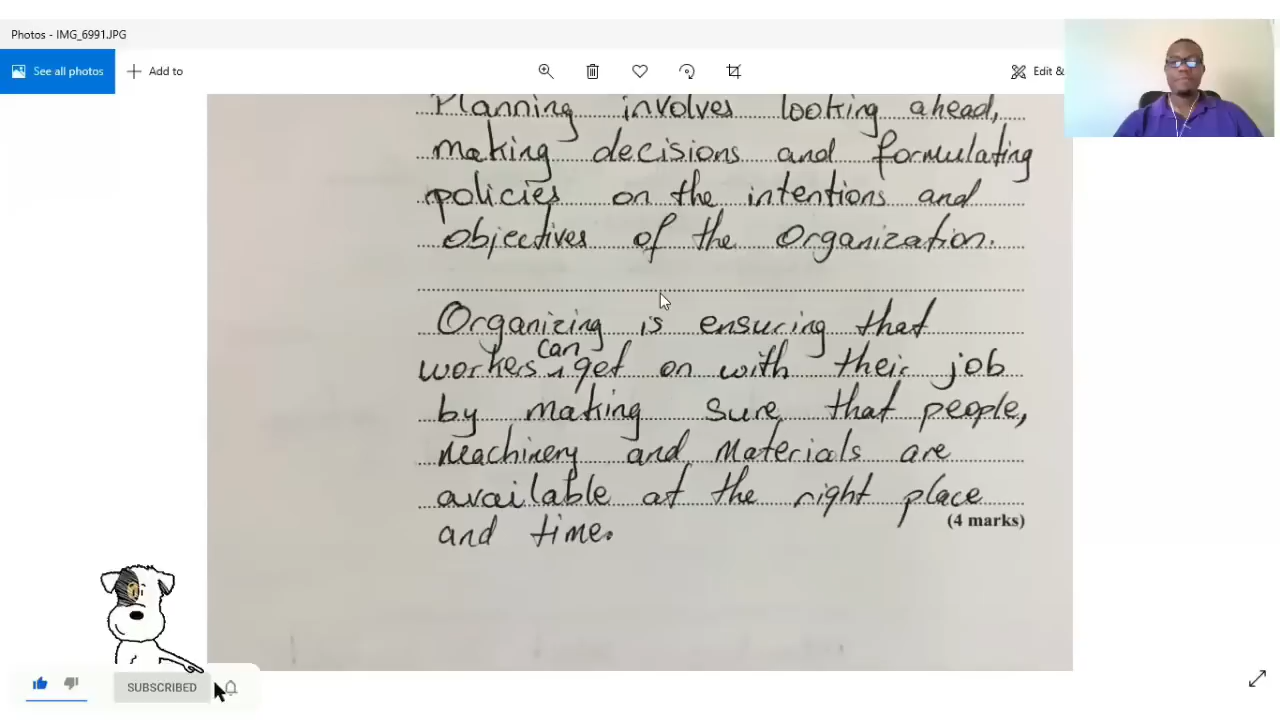 Photos - IMG_6991.JPG
See all photos
Add to
Edit &
Planning involves looking ahead,
making decisions and formulating
policies on the intentions and
objectives of the Organization.
Organizing is ensuring that
workers can get on with their job
by making sure that people,
Machinery and Materials are
available at the right place
(4 marks)
and time.
SUBSCRIBED